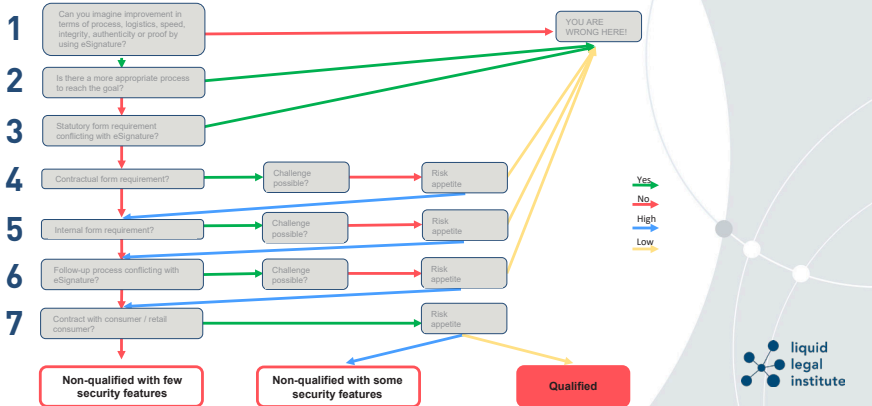 1
Can you imagine improvement in
terms of process, logistics, speed,
integrity, authenticity or proof by
using eSignature?
YOU ARE
WRONG HERE!
2
Is there a more appropriate process
to reach the goal?
3
Statutory form requirement
conflicting with eSignature?
4
Contractual form requirement?
Challenge
possible?
Risk
appetite
Yes
No
High
Low
5
Internal form requirement?
Challenge
possible?
Risk
appetite
6
Follow-up process conflicting with
eSignature?
Challenge
possible?
Risk
appetite
7
Contract with consumer / retail
consumer?
Risk
appetite
Non-qualified with few
security features
Non-qualified with some
security features
Qualified
liquid
legal
institute